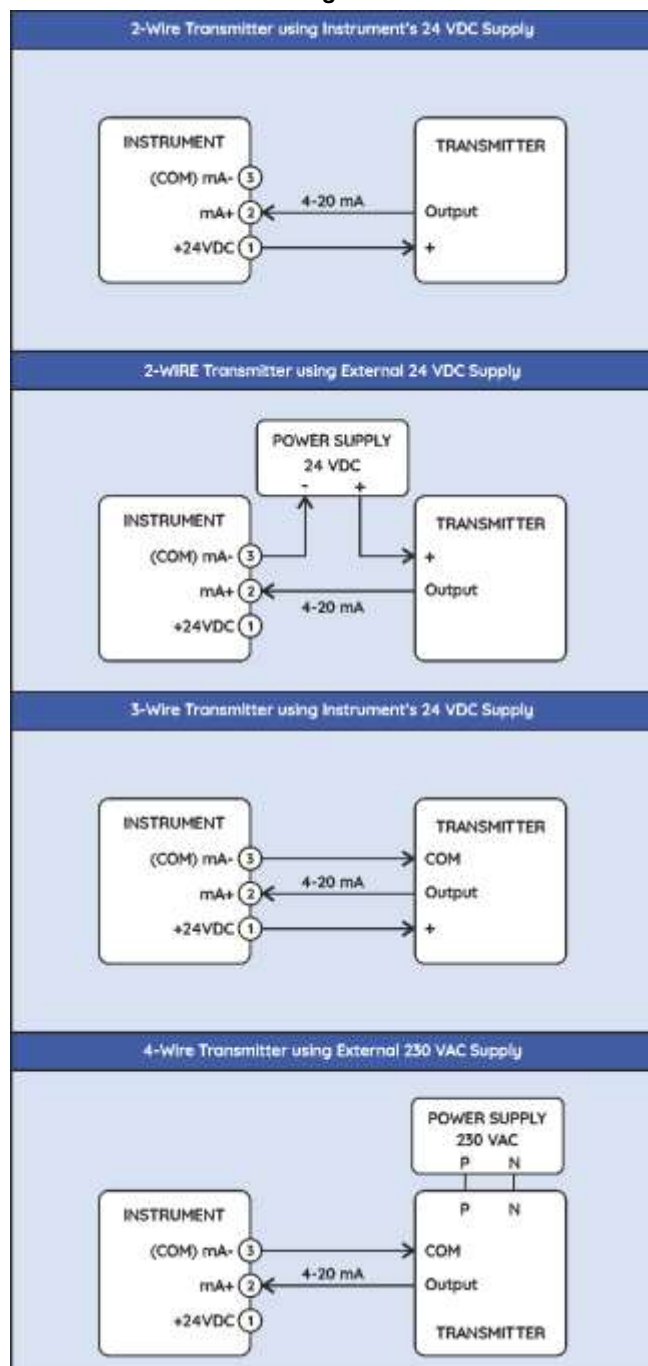 2-Wire Transmitter using Instrument's 24 VDC Supply
INSTRUMENT
TRANSMITTER
(COM) mA- 3
mA+ 2
4-20 mA
Output
+24VDC 1
+
2-WIRE Transmitter using External 24 VDC Supply
POWER SUPPLY
24 VDC
- +
INSTRUMENT
TRANSMITTER
(COM) mA- 3
+
mA+ 2
4-20 mA
Output
+24VDC 1
3-Wire Transmitter using Instrument's 24 VDC Supply
INSTRUMENT
TRANSMITTER
(COM) mA- 3
COM
mA+ 2
4-20 mA
Output
+24VDC 1
+
4-Wire Transmitter using External 230 VAC Supply
POWER SUPPLY
230 VAC
P N
P N
INSTRUMENT
(COM) mA- 3
COM
mA+ 2
4-20 mA
Output
+24VDC 1
TRANSMITTER